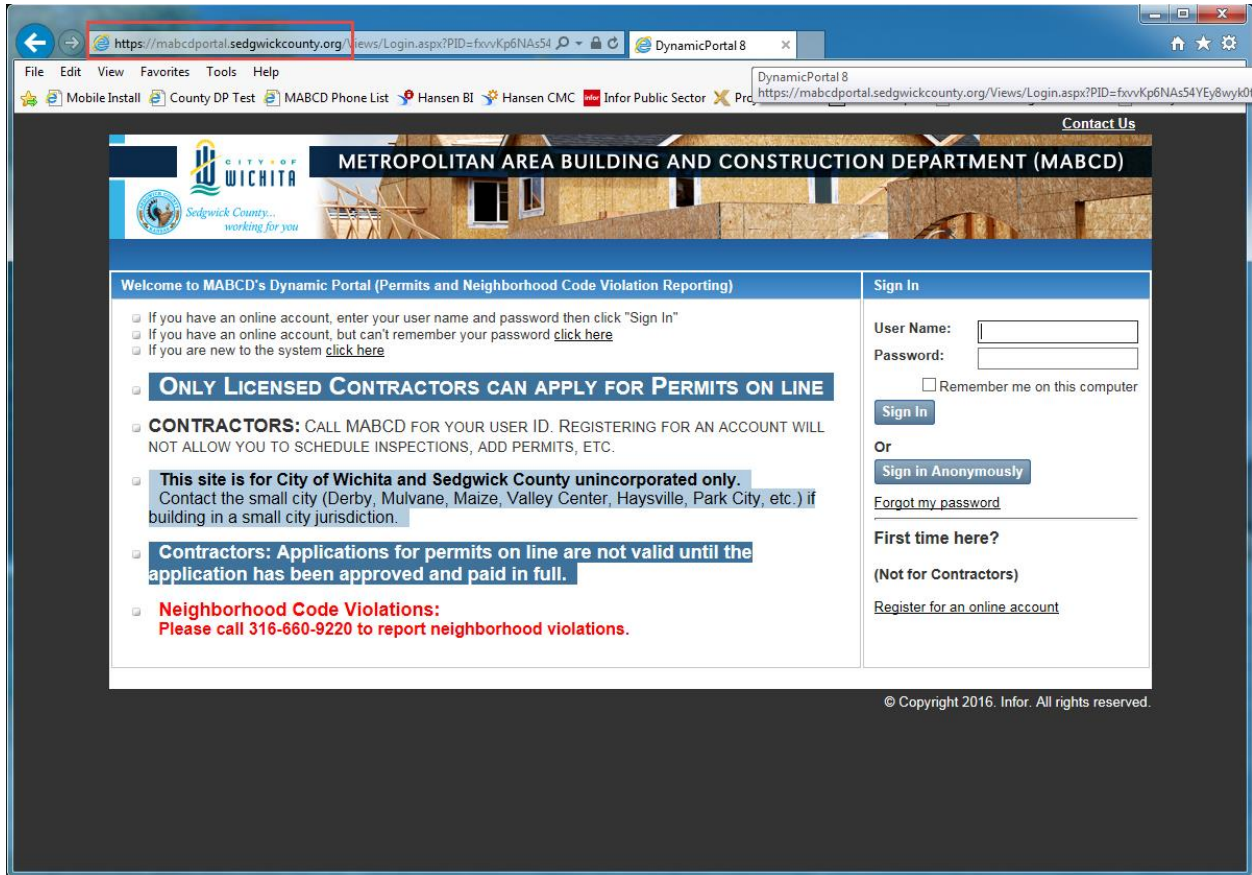 https://mabcdportal.sedgwickcounty.org/Views/Login.aspx?PID=fxvvKp6NAs54
DynamicPortal 8
File Edit View Favorites Tools Help
DynamicPortal 8
https://mabcdportal.sedgwickcounty.org/Views/Login.aspx?PID=fxvvKp6NAs54YEy8wyk0
Mobile Install County DP Test MABCD Phone List Hansen BI Hansen CMC infor Infor Public Sector
Contact Us
CITY OF
WICHITA
METROPOLITAN AREA BUILDING AND CONSTRUCTION DEPARTMENT (MABCD)
Sedgwick County...
working for you
Welcome to MABCD's Dynamic Portal (Permits and Neighborhood Code Violation Reporting)
If you have an online account, enter your user name and password then click "Sign In"
If you have an online account, but can't remember your password click here
If you are new to the system click here
ONLY LICENSED CONTRACTORS CAN APPLY FOR PERMITS ON LINE
CONTRACTORS: CALL MABCD FOR YOUR USER ID. REGISTERING FOR AN ACCOUNT WILL
NOT ALLOW YOU TO SCHEDULE INSPECTIONS, ADD PERMITS, ETC.
This site is for City of Wichita and Sedgwick County unincorporated only.
Contact the small city (Derby, Mulvane, Maize, Valley Center, Haysville, Park City, etc.) if
building in a small city jurisdiction.
Contractors: Applications for permits on line are not valid until the
application has been approved and paid in full.
Neighborhood Code Violations:
Please call 316-660-9220 to report neighborhood violations.
Sign In
User Name:
Password:
Remember me on this computer
Sign In
Or
Sign in Anonymously
Forgot my password
First time here?
(Not for Contractors)
Register for an online account
© Copyright 2016. Infor. All rights reserved.